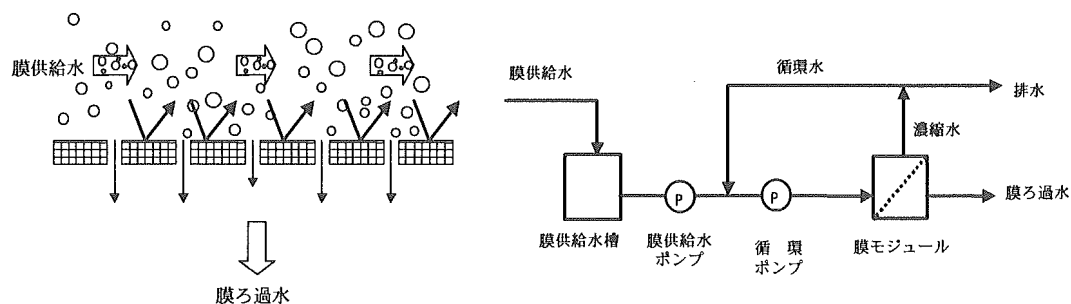 膜供給水
膜ろ過水
膜供給水
循環水
排水
濃縮水
P
P
膜ろ過水
膜供給水槽
膜供給水
ポンプ
循環
ポンプ
膜モジュール